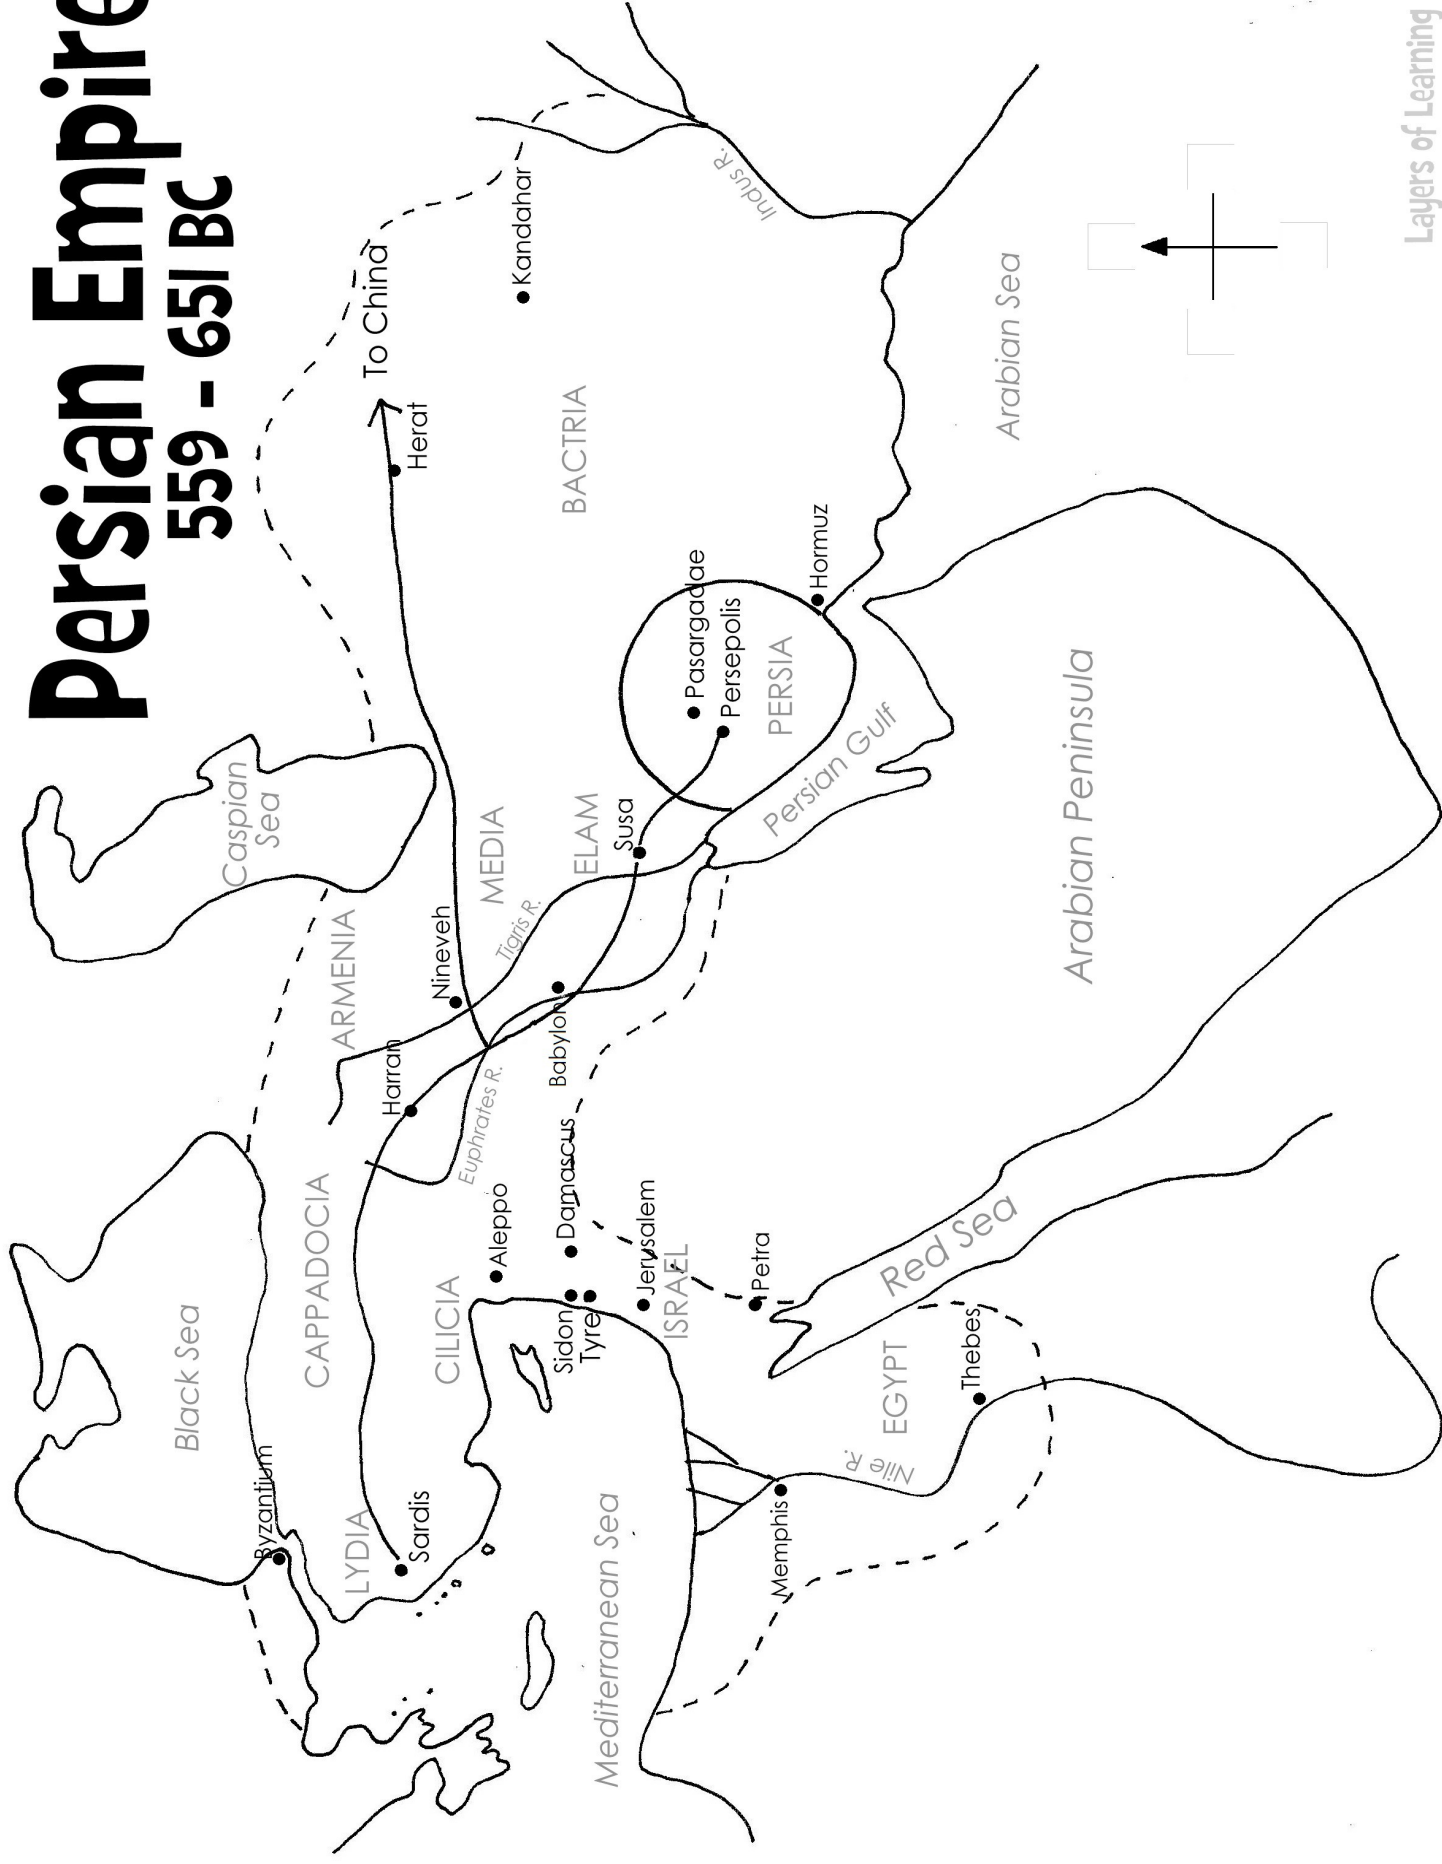 Persian Empire
559 - 651 BC
Black Sea
Caspian
Sea
Byzantium
CAPPADOCIA
ARMENIA
LYDIA
To China
Harran
Herat
Sardis
Nineveh
CILICIA
Euphrates R.
MEDIA
Aleppo
Tigris R.
Kandahar
Babylon
Damascus
Sidon
Tyre
ELAM
BACTRIA
Mediterranean Sea
Susa
Jerusalem
ISRAEL
Pasargadae
Persepolis
Indus R.
Petra
Memphis
PERSIA
Hormuz
Persian Gulf
Nile R.
EGYPT
Red Sea
Thebes
Arabian Sea
Arabian Peninsula
Layers of Learning